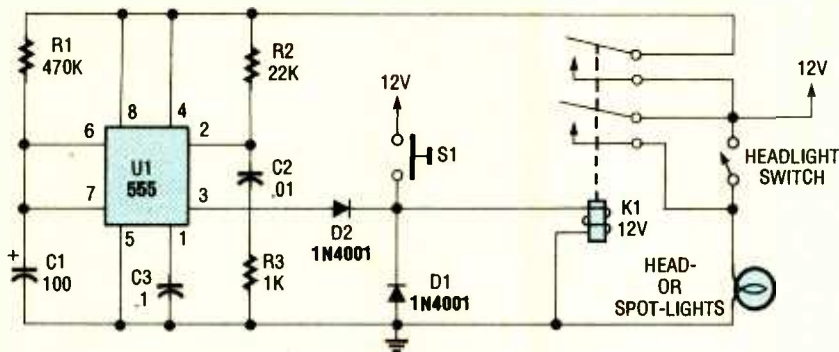 R1
470K
8
4
R2
22K
12V
12V
6
2
U1
555
S1
C2
.01
HEADLIGHT
SWITCH
7
3
K1
12V
D2
1N4001
5
1
+
C1
100
C3
.1
R3
1K
D1
1N4001
HEAD-
OR
SPOT-LIGHTS